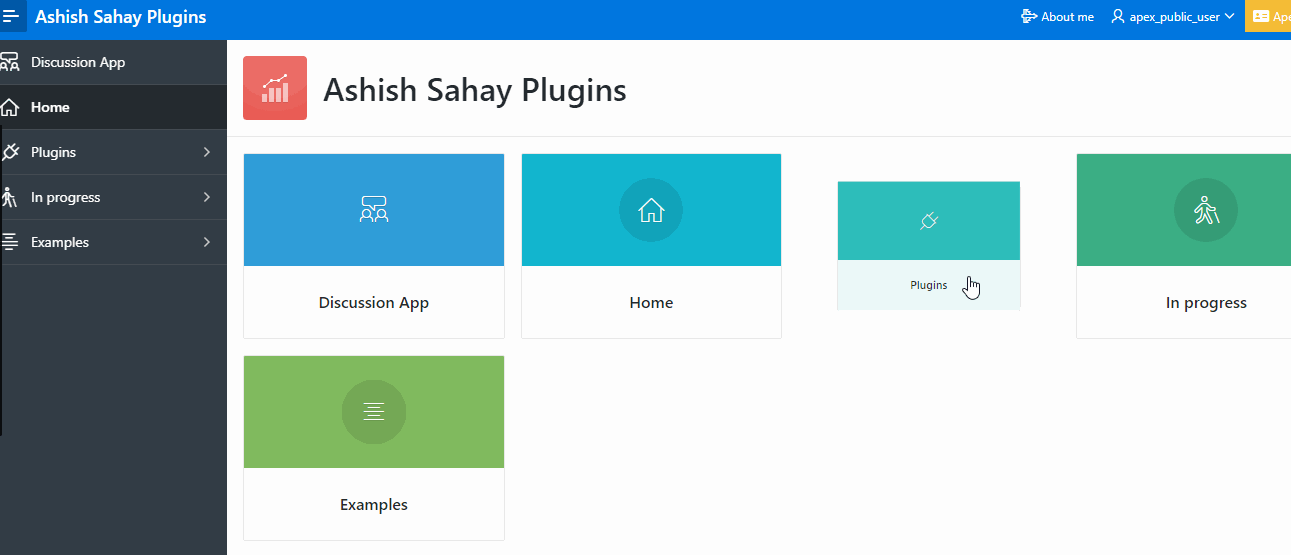 Ashish Sahay Plugins
About me
apex_public_user
Discussion App
Home
Plugins
In progress
Examples
Ashish Sahay Plugins
Discussion App
Home
Plugins
In progress
Examples